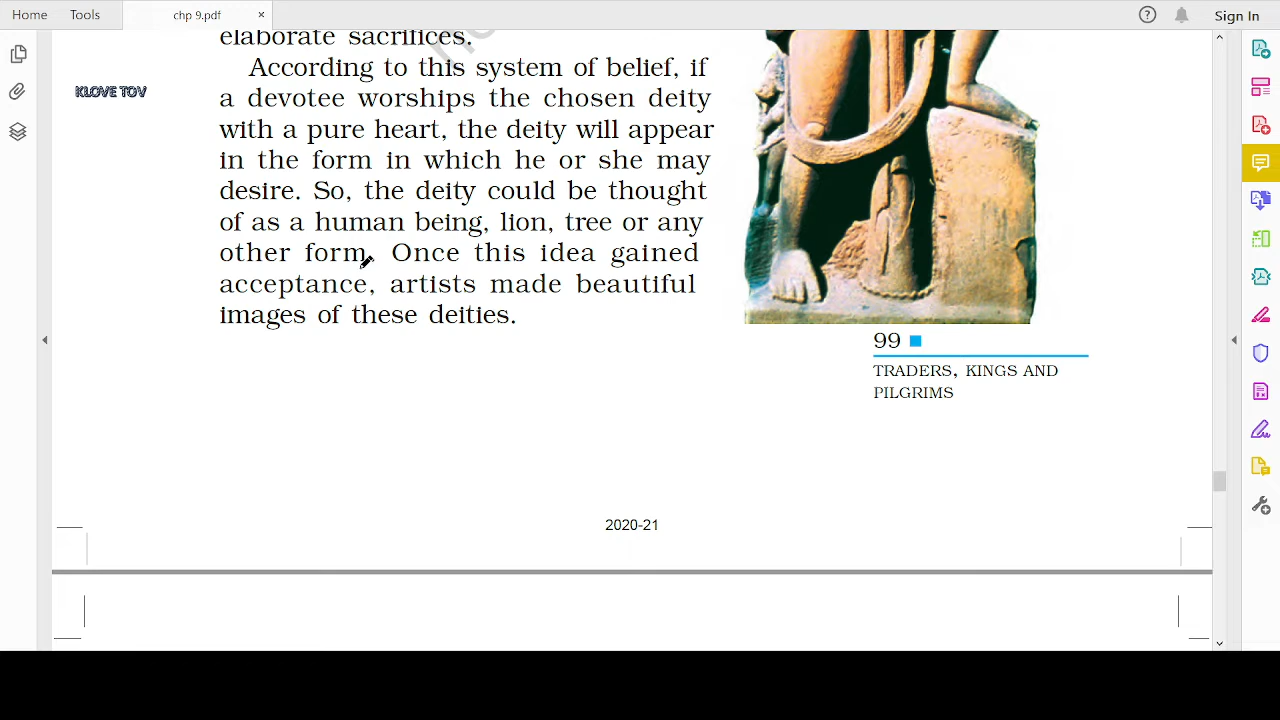 Home
Tools
chp 9.pdf
×
Sign In
KLOVE TOV
elaborate sacrifices.
According to this system of belief, if
a devotee worships the chosen deity
with a pure heart, the deity will appear
in the form in which he or she may
desire. So, the deity could be thought
of as a human being, lion, tree or any
other form. Once this idea gained
acceptance, artists made beautiful
images of these deities.
99
TRADERS, KINGS AND
PILGRIMS
2020-21